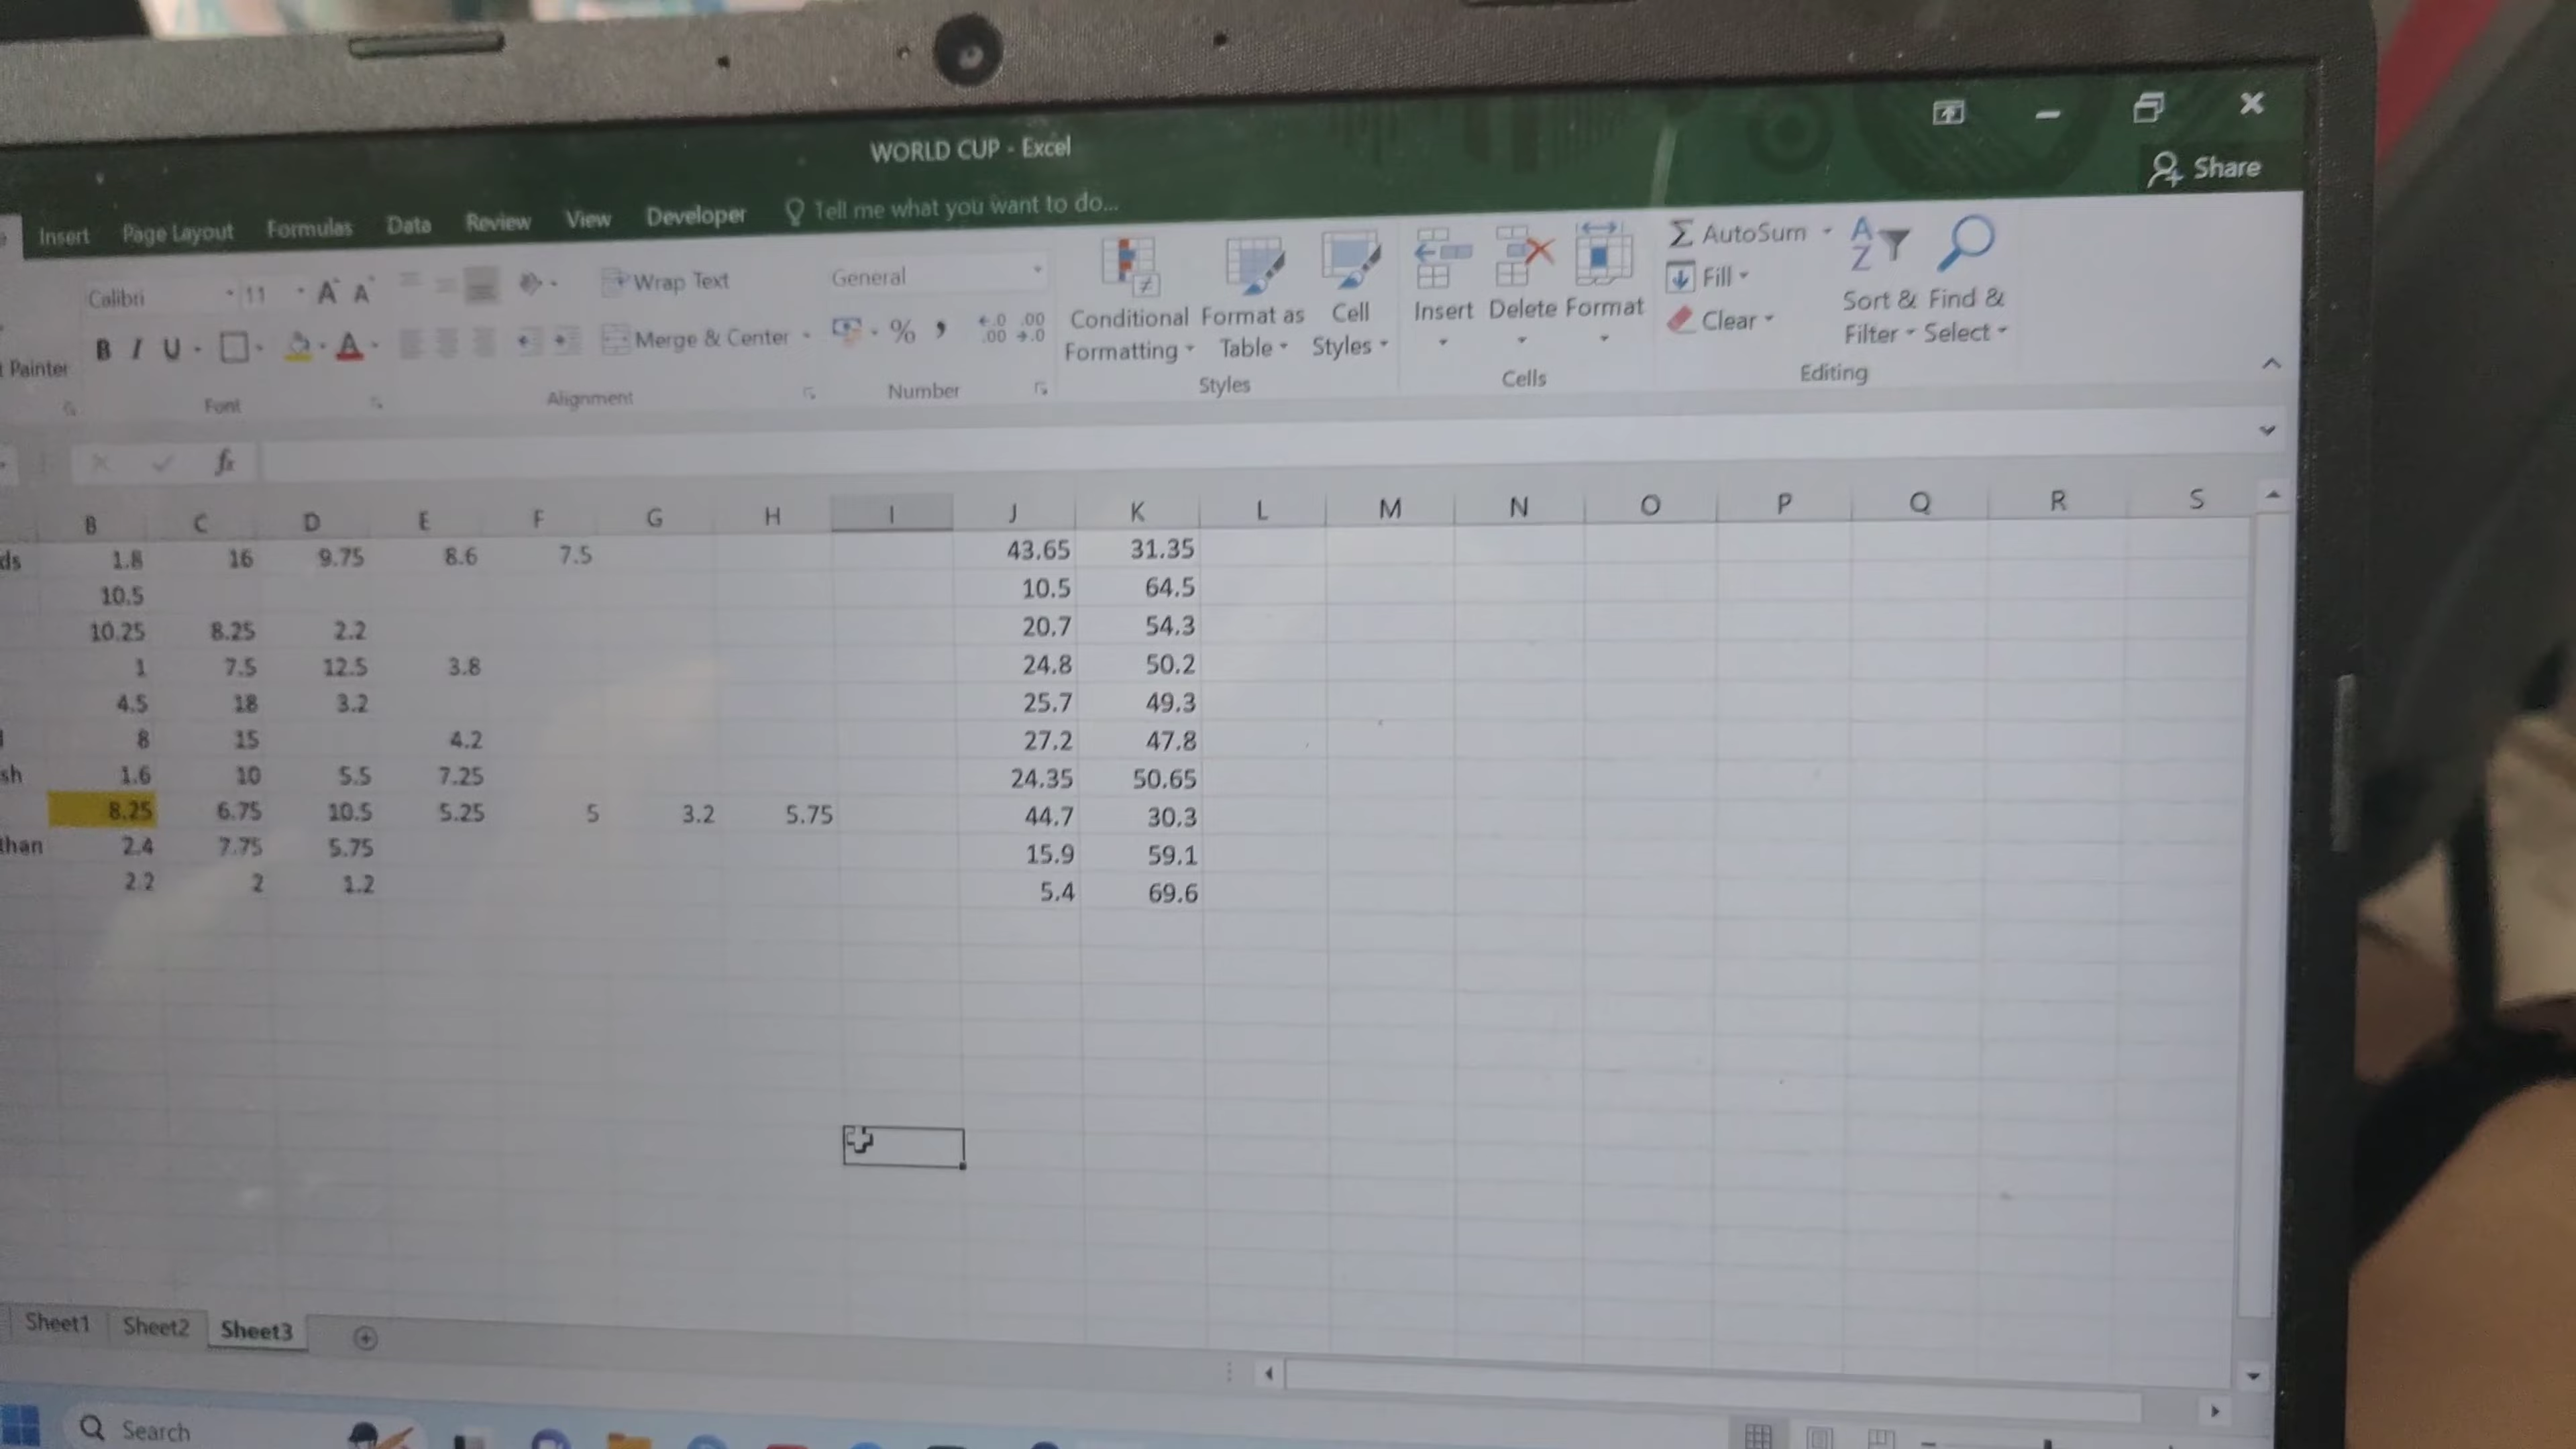 WORLD CUP - Excel
Share
Insert Page Layout Formulas Data Review View Developer Tell me what you want to do...
Calibri 11 A A Wrap Text General
B I U A Merge & Center % , .00 .00
Painter
Conditional Formatting Format as Table Cell Styles
Insert Delete Format
AutoSum
Fill
Clear
Sort & Filter Find & Select
Font Alignment Number Styles Cells Editing
fx
B C D E F G H I J K L M N O P Q R S
ds 1.8 16 9.75 8.6 7.5 43.65 31.35
10.5 10.5 64.5
10.25 8.25 2.2 20.7 54.3
1 7.5 12.5 3.8 24.8 50.2
4.5 18 3.2 25.7 49.3
8 15 4.2 27.2 47.8
sh 1.6 10 5.5 7.25 24.35 50.65
8.25 6.75 10.5 5.25 5 3.2 5.75 44.7 30.3
than 2.4 7.75 5.75 15.9 59.1
2.2 2 1.2 5.4 69.6
Sheet1 Sheet2 Sheet3
Search